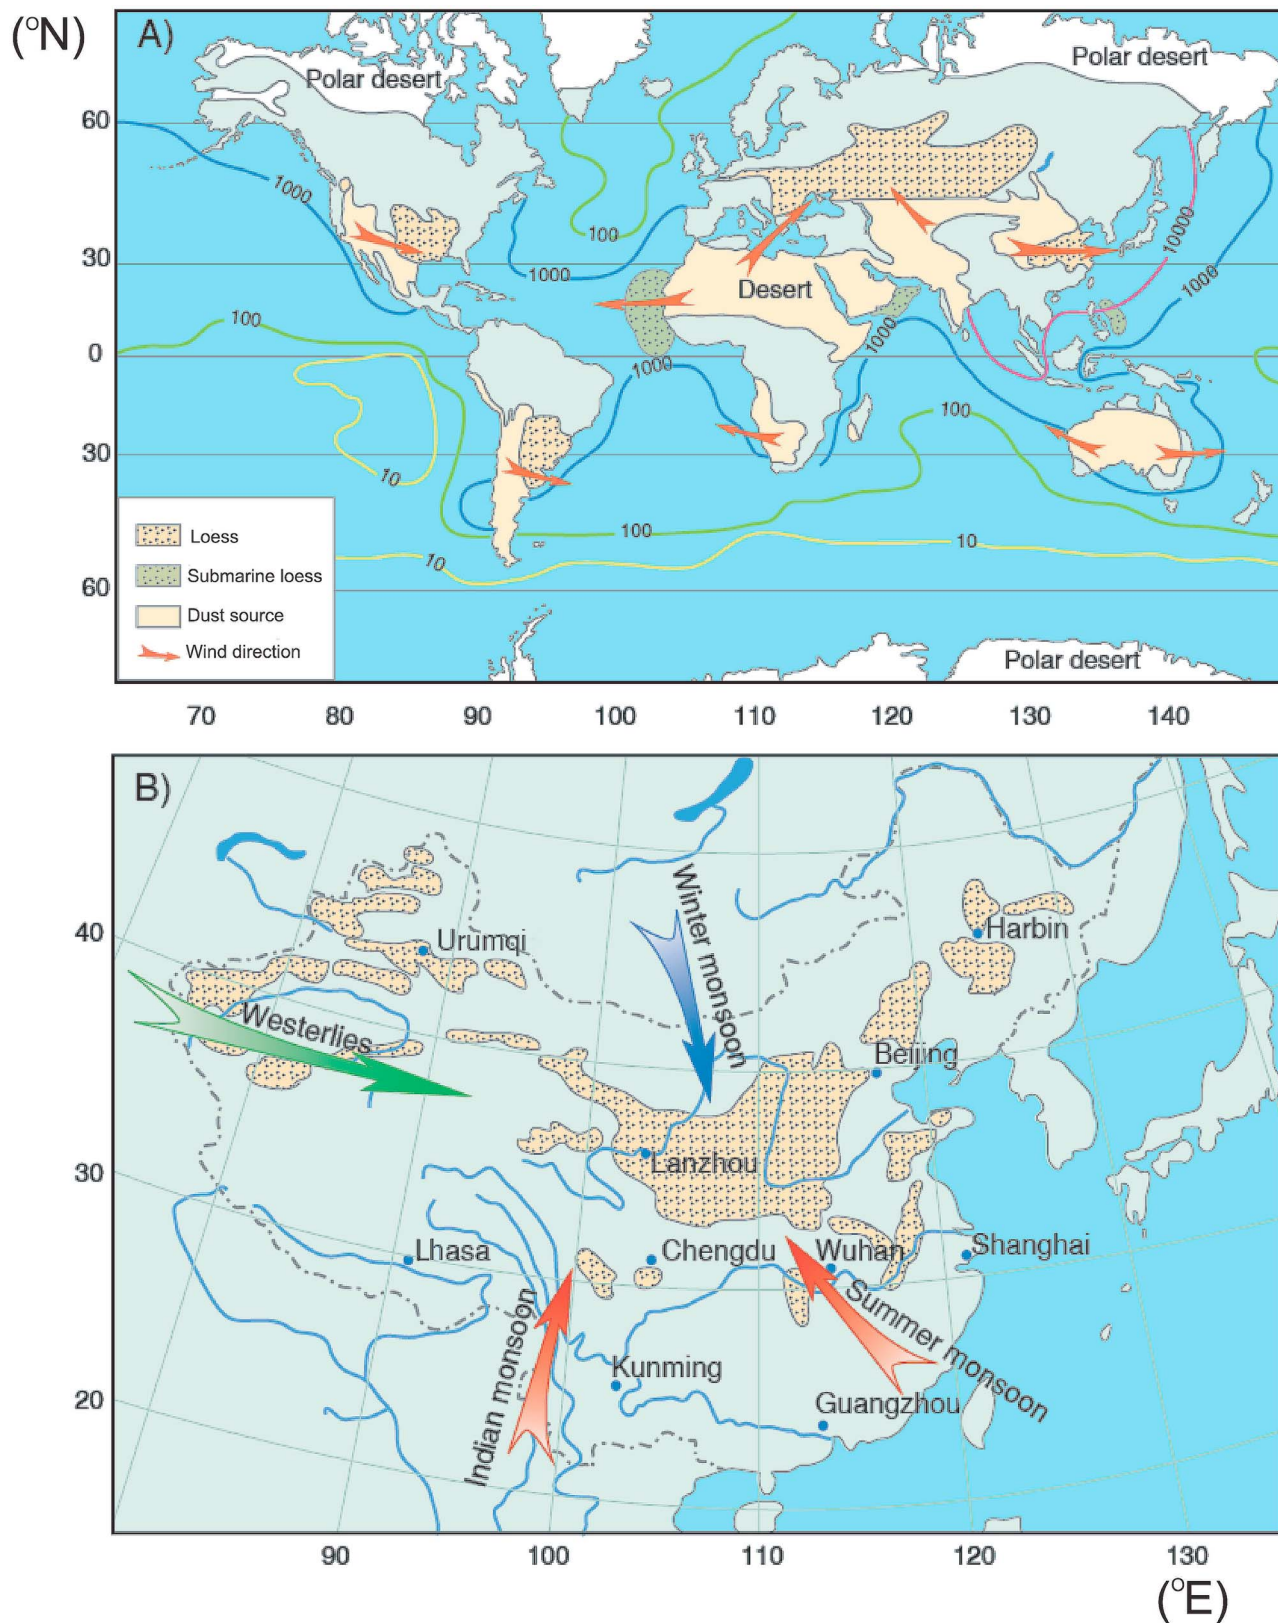 (°N)
A)
Polar desert
Polar desert
60
1000
100
10000
30
1000
1000
Desert
100
0
1000
1000
100
30
10
100
10
10
60
Loess
Submarine loess
Dust source
Wind direction
Polar desert
70 80 90 100 110 120 130 140
B)
Winter monsoon
40
Urumqi
Harbin
Westerlies
Beijing
30
Lanzhou
Lhasa
Chengdu
Wuhan
Shanghai
Indian monsoon
Summer monsoon
Kunming
20
Guangzhou
90 100 110 120 130
(°E)